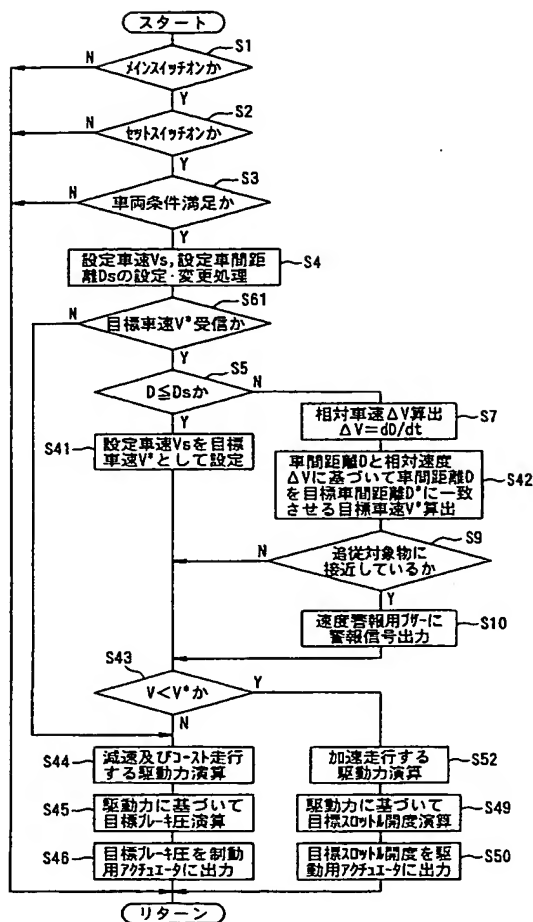 スタート
S1
メインスイッチオンか
N
Y
S2
セットスイッチオンか
N
Y
S3
車両条件満足か
N
Y
設定車速Vs,設定車間距
離Dsの設定・変更処理
S4
S61
目標車速V*受信か
N
Y
S5
D≦Dsか
N
Y
相対車速ΔV算出
ΔV=dD/dt
S7
S41
設定車速Vsを目標
車速V*として設定
車間距離Dと相対速度
ΔVに基づいて車間距離D
を目標車間距離D*に一致
させる目標車速V*算出
S42
S9
追従対象物に
接近しているか
N
Y
速度警報用ブザーに
警報信号出力
S10
S43
V<V*か
Y
N
S44
減速及びコースト走行
する駆動力演算
加速走行する
駆動力演算
S52
S45
駆動力に基づいて
目標ブレーキ圧演算
駆動力に基づいて
目標スロットル開度演算
S49
S46
目標ブレーキ圧を制動
用アクチュエータに出力
目標スロットル開度を駆
動用アクチュエータに出力
S50
リターン